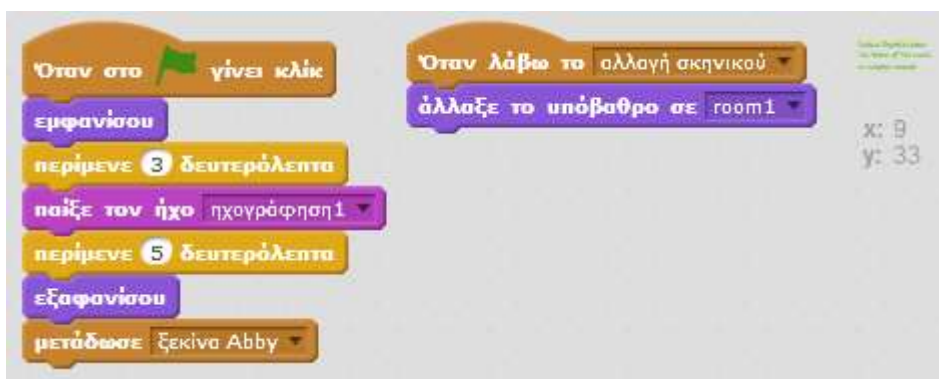 Όταν στο γίνει κλίκ
εμφανίσου
περίμενε 3 δευτερόλεπτα
παίξε τον ήχο ηχογράφηση1
περίμενε 5 δευτερόλεπτα
εξαφανίσου
μετάδωσε ξεκίνα Abby
Όταν λάβω το αλλαγή σκηνικού
άλλαξε το υπόβαθρο σε room1
x: 9
y: 33